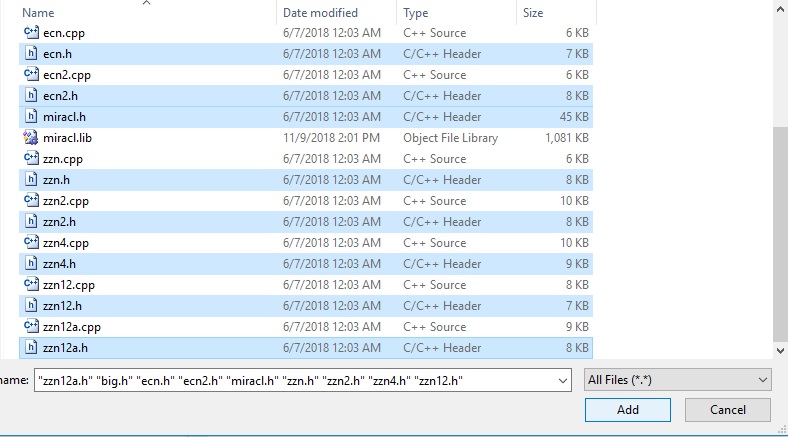 Name Date modified Type Size
ecn.cpp 6/7/2018 12:03 AM C++ Source 6 KB
ecn.h 6/7/2018 12:03 AM C/C++ Header 7 KB
ecn2.cpp 6/7/2018 12:03 AM C++ Source 6 KB
ecn2.h 6/7/2018 12:03 AM C/C++ Header 8 KB
miracl.h 6/7/2018 12:03 AM C/C++ Header 45 KB
miracl.lib 11/9/2018 2:01 PM Object File Library 1,081 KB
zzn.cpp 6/7/2018 12:03 AM C++ Source 6 KB
zzn.h 6/7/2018 12:03 AM C/C++ Header 8 KB
zzn2.cpp 6/7/2018 12:03 AM C++ Source 10 KB
zzn2.h 6/7/2018 12:03 AM C/C++ Header 8 KB
zzn4.cpp 6/7/2018 12:03 AM C++ Source 10 KB
zzn4.h 6/7/2018 12:03 AM C/C++ Header 9 KB
zzn12.cpp 6/7/2018 12:03 AM C++ Source 8 KB
zzn12.h 6/7/2018 12:03 AM C/C++ Header 7 KB
zzn12a.cpp 6/7/2018 12:03 AM C++ Source 9 KB
zzn12a.h 6/7/2018 12:03 AM C/C++ Header 8 KB
name: "zzn12a.h" "big.h" "ecn.h" "ecn2.h" "miracl.h" "zzn.h" "zzn2.h" "zzn4.h" "zzn12.h" All Files (*.*)
Add Cancel